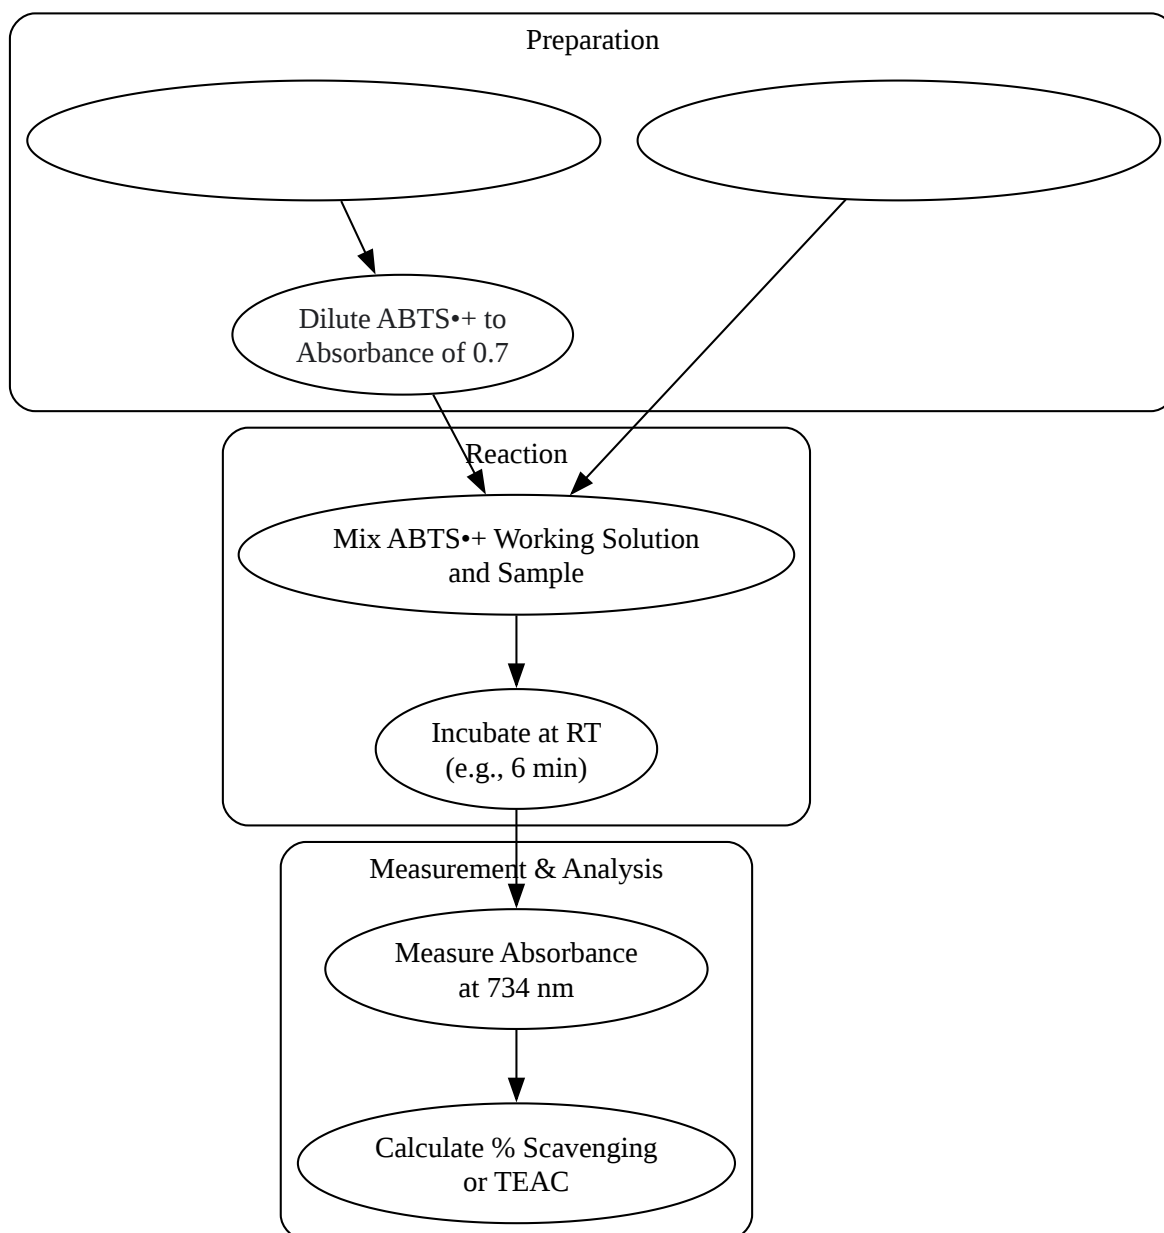 Preparation
Dilute ABTS•+ to
Absorbance of 0.7
Reaction
Mix ABTS•+ Working Solution
and Sample
Incubate at RT
(e.g., 6 min)
Measurement & Analysis
Measure Absorbance
at 734 nm
Calculate % Scavenging
or TEAC